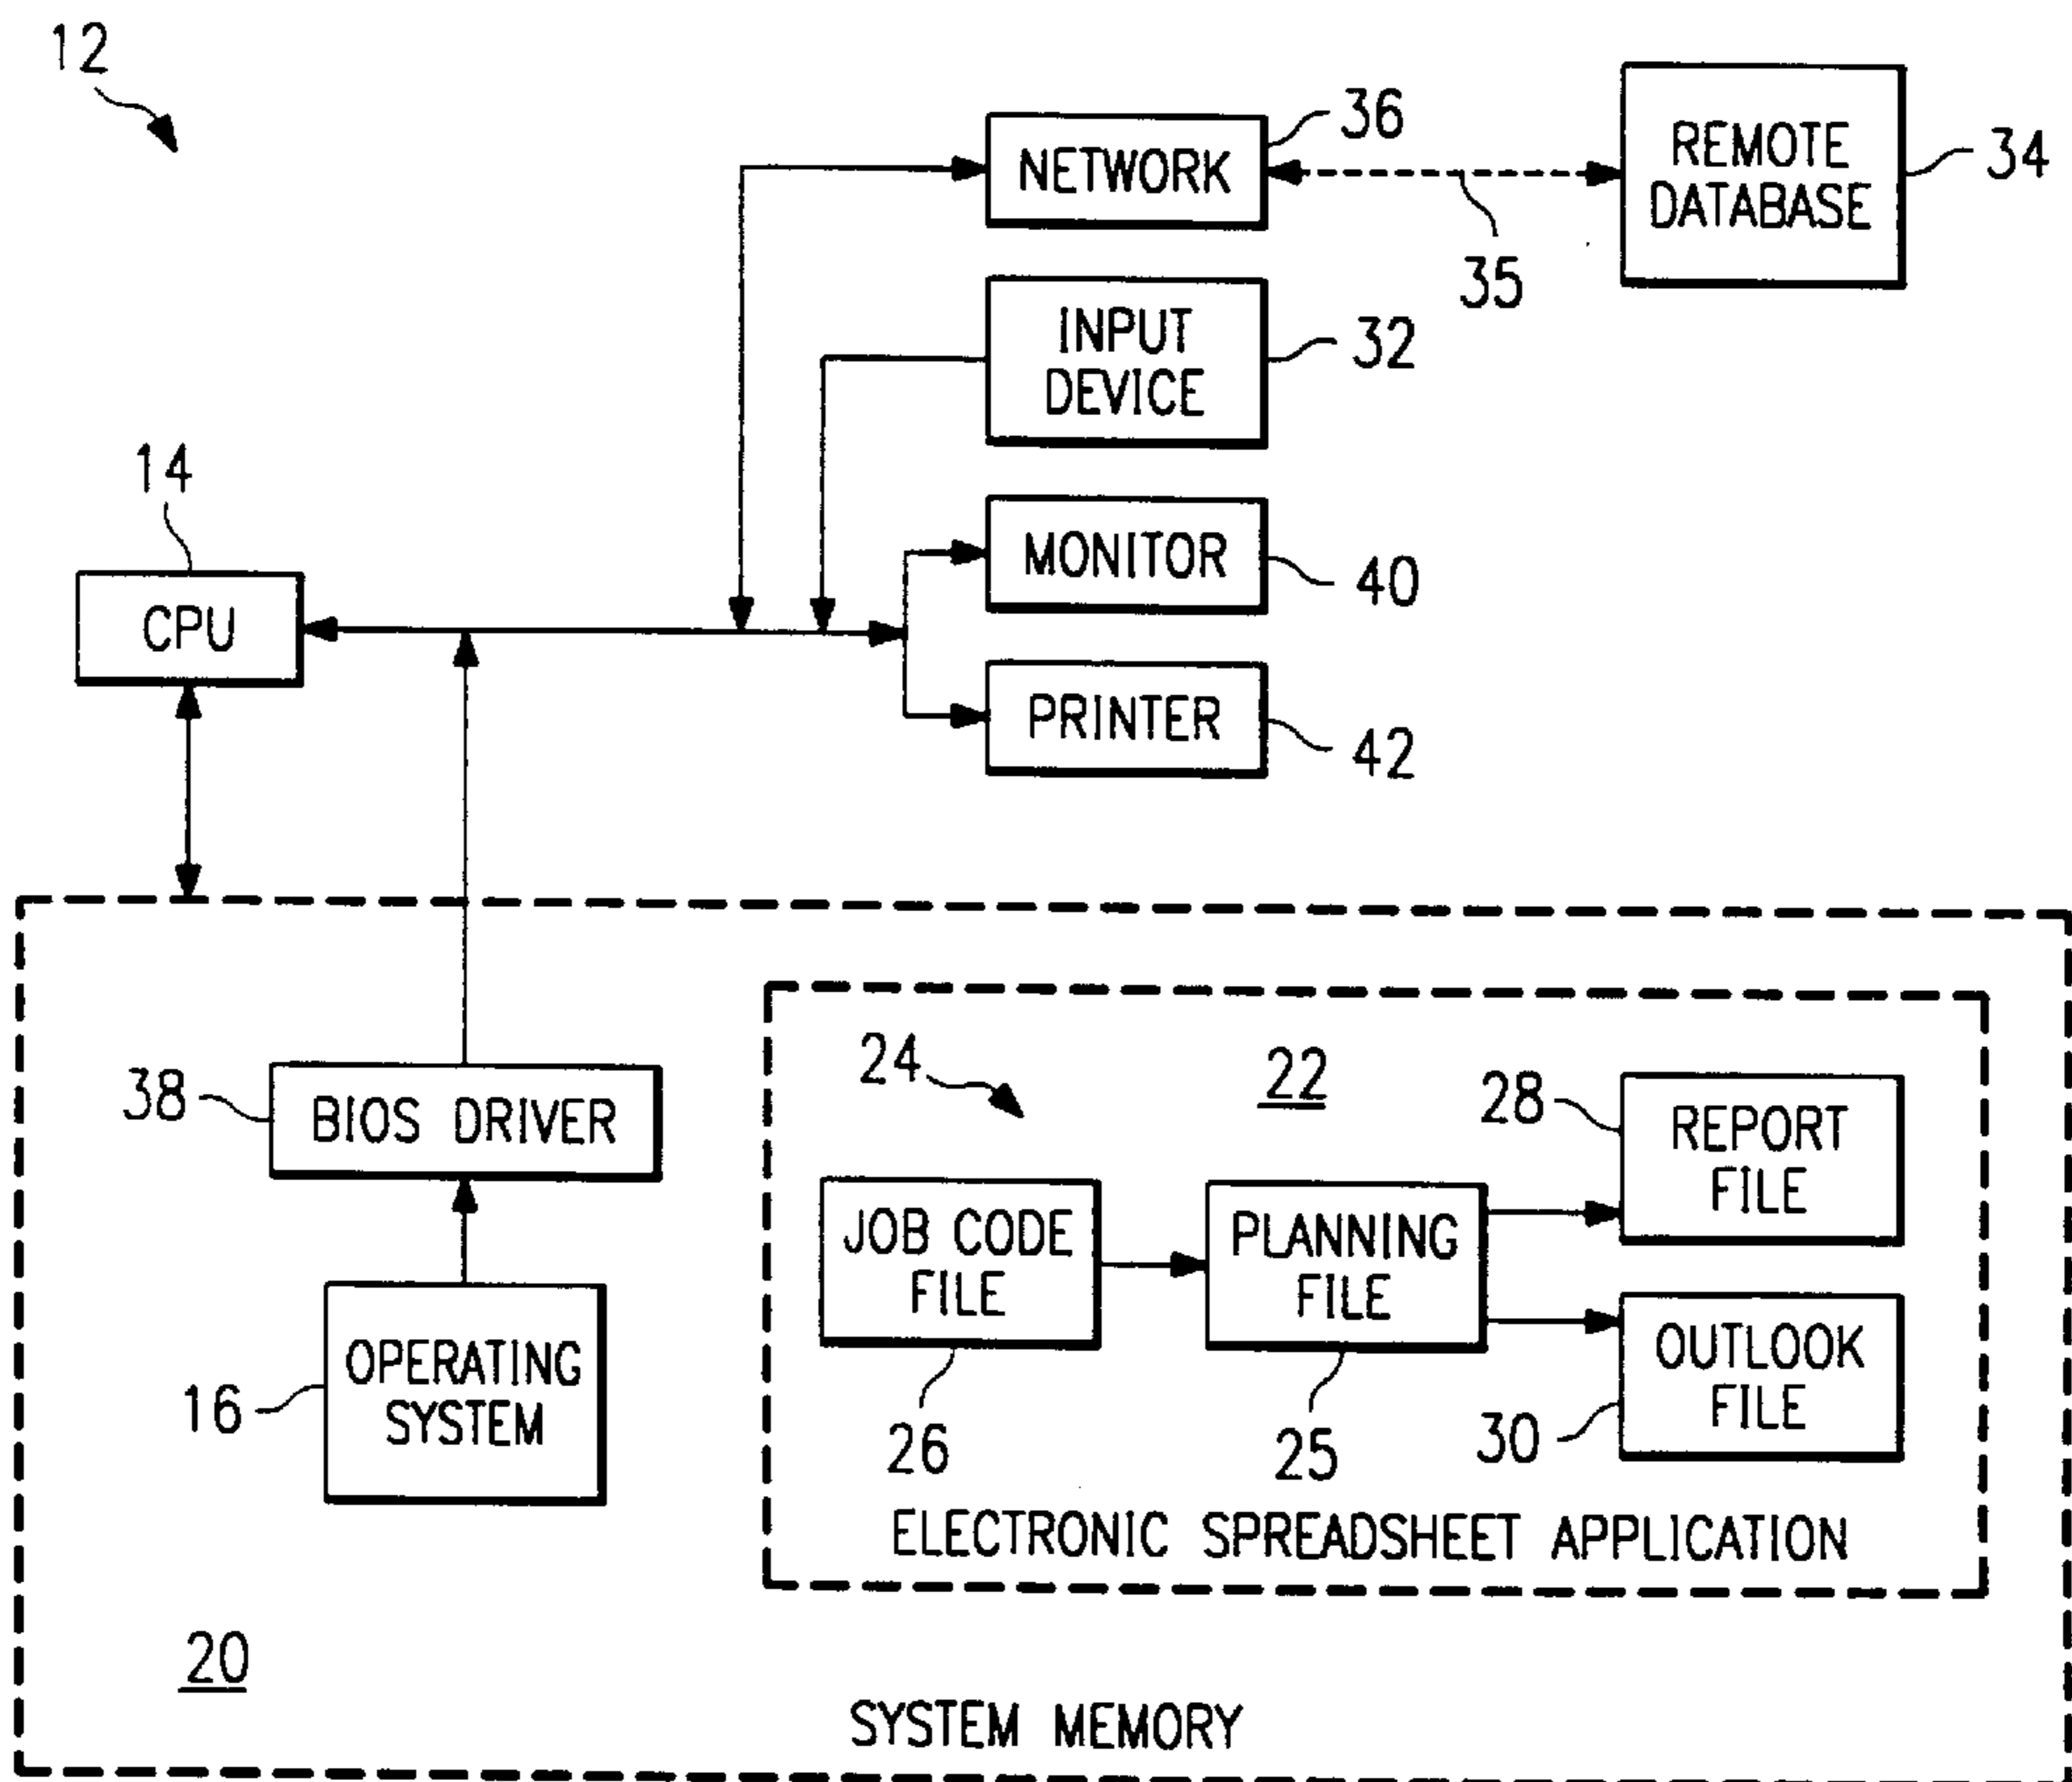 12
36
NETWORK
REMOTE
DATABASE
34
35
INPUT
DEVICE
32
14
CPU
MONITOR
40
PRINTER
42
24
22
38
BIOS DRIVER
28
REPORT
FILE
JOB CODE
FILE
PLANNING
FILE
OPERATING
SYSTEM
16
OUTLOOK
FILE
26
25
30
ELECTRONIC SPREADSHEET APPLICATION
20
SYSTEM MEMORY